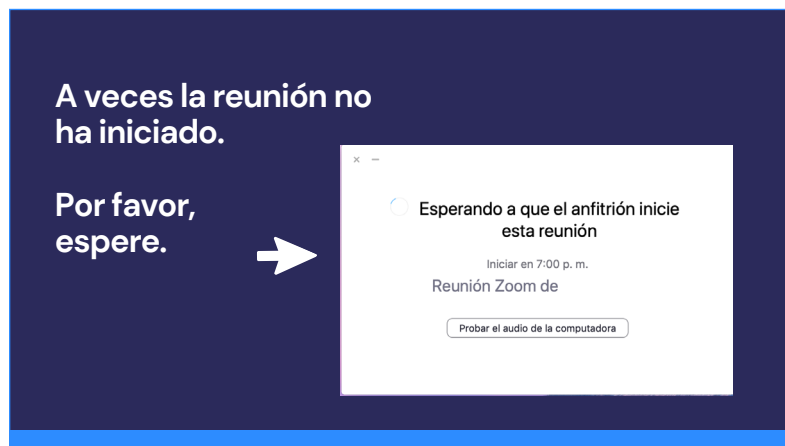 A veces la reunión no
ha iniciado.
Por favor,
espere.
Esperando a que el anfitrión inicie
esta reunión
Iniciar en 7:00 p. m.
Reunión Zoom de
Probar el audio de la computadora